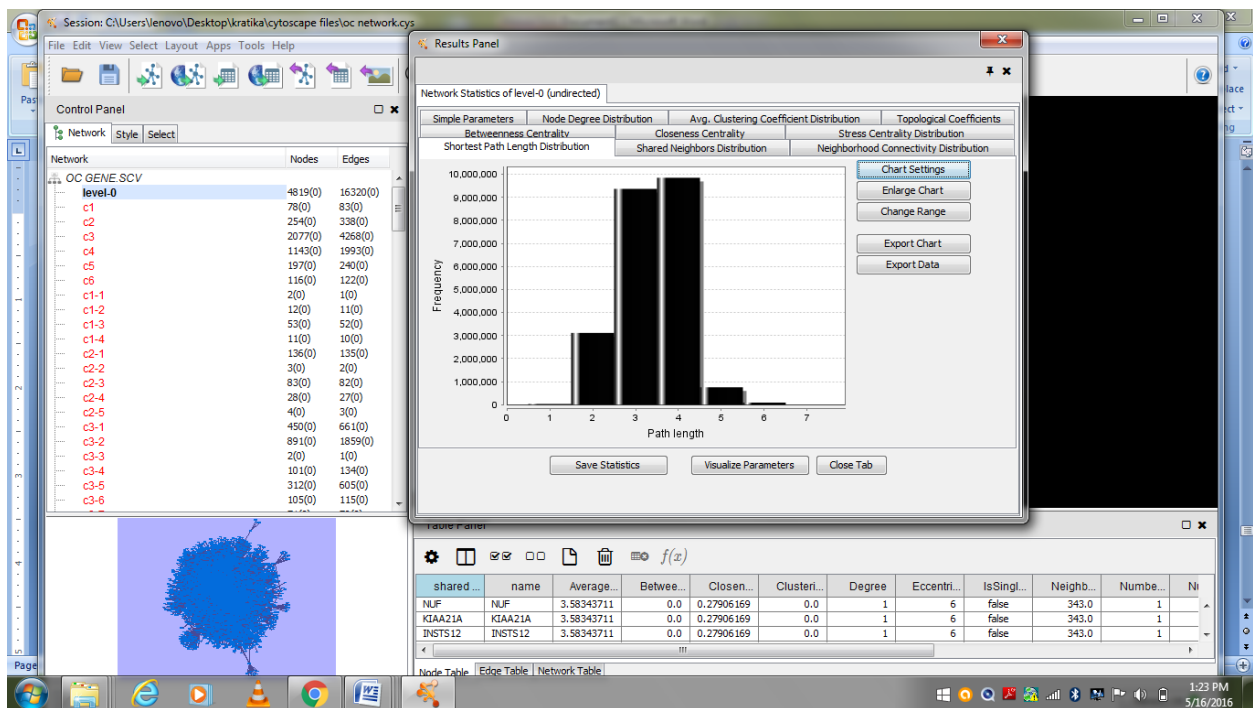 Session: C:\Users\lenovo\Desktop\kratika\cytoscape files\oc network.cys
File Edit View Select Layout Apps Tools Help
Control Panel
Network Style Select
Network Nodes Edges
OC GENE.SCV
level-0 4819(0) 16320(0)
c1 78(0) 83(0)
c2 254(0) 338(0)
c3 2077(0) 4268(0)
c4 1143(0) 1993(0)
c5 197(0) 240(0)
c6 116(0) 122(0)
c1-1 2(0) 1(0)
c1-2 12(0) 11(0)
c1-3 53(0) 52(0)
c1-4 11(0) 10(0)
c2-1 136(0) 135(0)
c2-2 3(0) 2(0)
c2-3 83(0) 82(0)
c2-4 28(0) 27(0)
c2-5 4(0) 3(0)
c3-1 450(0) 661(0)
c3-2 891(0) 1859(0)
c3-3 2(0) 1(0)
c3-4 101(0) 134(0)
c3-5 312(0) 605(0)
c3-6 105(0) 115(0)
Results Panel
Network Statistics of level-0 (undirected)
Simple Parameters Node Degree Distribution Avg. Clustering Coefficient Distribution Topological Coefficients
Betweenness Centrality Closeness Centrality Stress Centrality Distribution
Shortest Path Length Distribution Shared Neighbors Distribution Neighborhood Connectivity Distribution
10,000,000
9,000,000
8,000,000
7,000,000
6,000,000
5,000,000
4,000,000
3,000,000
2,000,000
1,000,000
0
Frequency
0 1 2 3 4 5 6 7
Path length
Chart Settings
Enlarge Chart
Change Range
Export Chart
Export Data
Save Statistics Visualize Parameters Close Tab
Table Panel
f(x)
shared ... name Average... Betwee... Closen... Clusteri... Degree Eccentri... IsSingl... Neighb... Numbe... Nu
NUF NUF 3.58343711 0.0 0.27906169 0.0 1 6 false 343.0 1
KIAA21A KIAA21A 3.58343711 0.0 0.27906169 0.0 1 6 false 343.0 1
INSTS12 INSTS12 3.58343711 0.0 0.27906169 0.0 1 6 false 343.0 1
Node Table Edge Table Network Table
Page
1:23 PM
5/16/2016